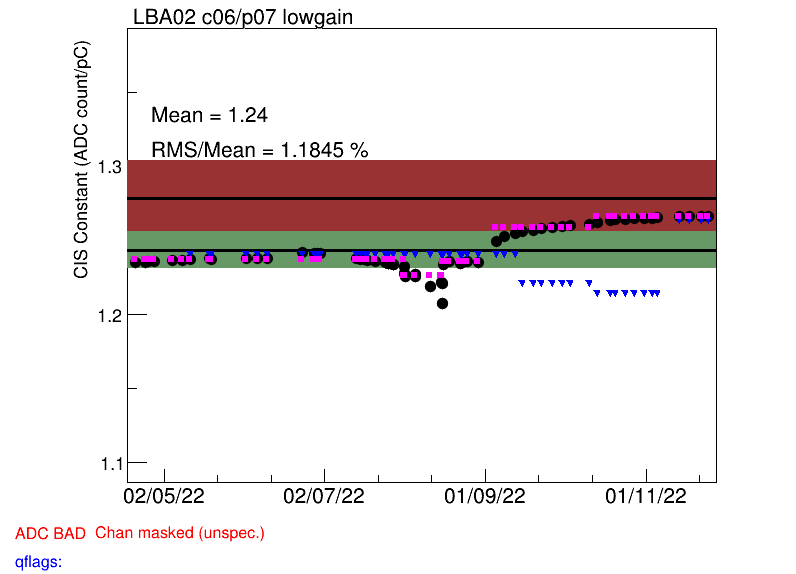 LBA02 c06/p07 lowgain
CIS Constant (ADC count/pC)
Mean = 1.24
RMS/Mean = 1.1845 %
1.3
1.2
1.1
02/05/22 02/07/22 01/09/22 01/11/22
ADC BAD Chan masked (unspec.)
qflags: